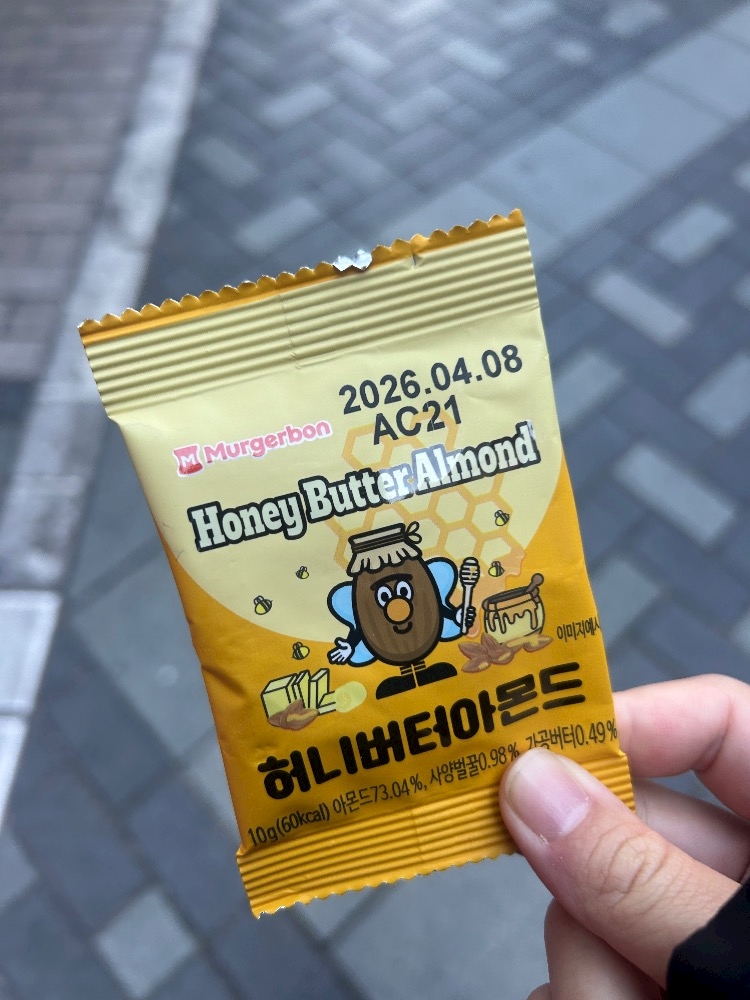 2026.04.08
AC21
M Murgerbon
Honey Butter Almond
이미지예시
허니버터아몬드
10g(60kcal) 아몬드73.04%, 사양벌꿀0.98%, 가공버터0.49%